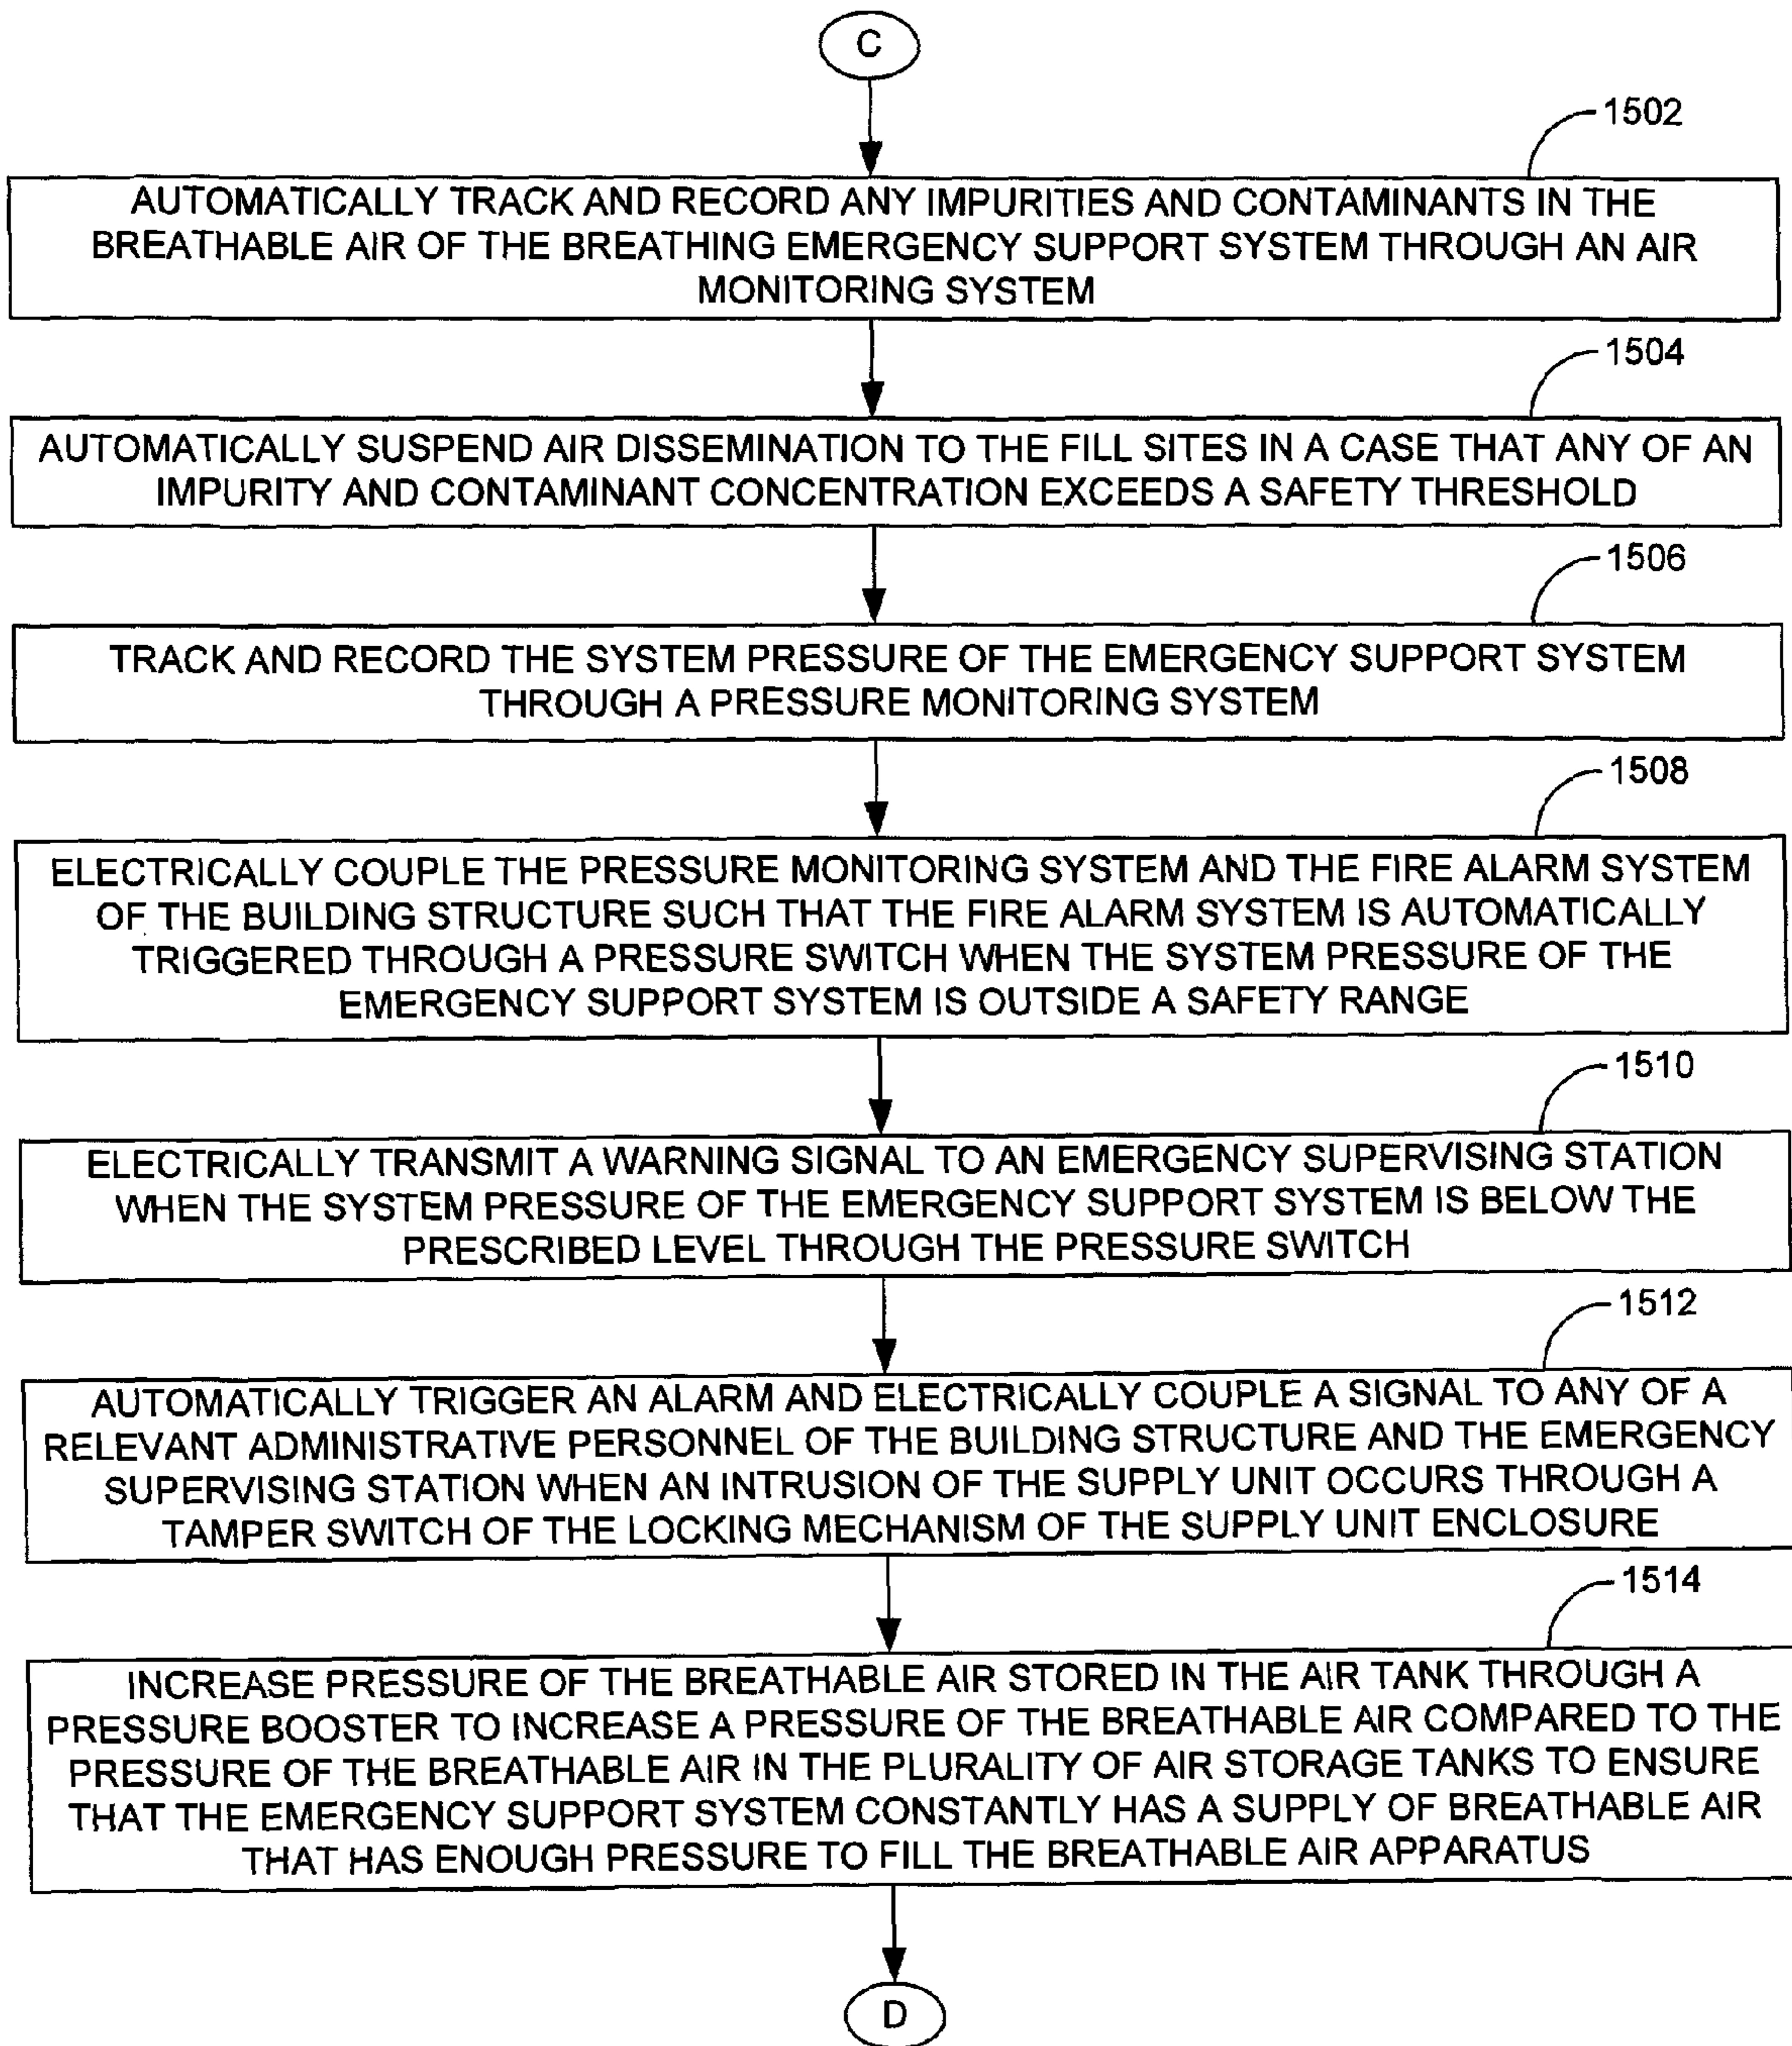 C
1502
AUTOMATICALLY TRACK AND RECORD ANY IMPURITIES AND CONTAMINANTS IN THE
BREATHABLE AIR OF THE BREATHING EMERGENCY SUPPORT SYSTEM THROUGH AN AIR
MONITORING SYSTEM
1504
AUTOMATICALLY SUSPEND AIR DISSEMINATION TO THE FILL SITES IN A CASE THAT ANY OF AN
IMPURITY AND CONTAMINANT CONCENTRATION EXCEEDS A SAFETY THRESHOLD
1506
TRACK AND RECORD THE SYSTEM PRESSURE OF THE EMERGENCY SUPPORT SYSTEM
THROUGH A PRESSURE MONITORING SYSTEM
1508
ELECTRICALLY COUPLE THE PRESSURE MONITORING SYSTEM AND THE FIRE ALARM SYSTEM
OF THE BUILDING STRUCTURE SUCH THAT THE FIRE ALARM SYSTEM IS AUTOMATICALLY
TRIGGERED THROUGH A PRESSURE SWITCH WHEN THE SYSTEM PRESSURE OF THE
EMERGENCY SUPPORT SYSTEM IS OUTSIDE A SAFETY RANGE
1510
ELECTRICALLY TRANSMIT A WARNING SIGNAL TO AN EMERGENCY SUPERVISING STATION
WHEN THE SYSTEM PRESSURE OF THE EMERGENCY SUPPORT SYSTEM IS BELOW THE
PRESCRIBED LEVEL THROUGH THE PRESSURE SWITCH
1512
AUTOMATICALLY TRIGGER AN ALARM AND ELECTRICALLY COUPLE A SIGNAL TO ANY OF A
RELEVANT ADMINISTRATIVE PERSONNEL OF THE BUILDING STRUCTURE AND THE EMERGENCY
SUPERVISING STATION WHEN AN INTRUSION OF THE SUPPLY UNIT OCCURS THROUGH A
TAMPER SWITCH OF THE LOCKING MECHANISM OF THE SUPPLY UNIT ENCLOSURE
1514
INCREASE PRESSURE OF THE BREATHABLE AIR STORED IN THE AIR TANK THROUGH A
PRESSURE BOOSTER TO INCREASE A PRESSURE OF THE BREATHABLE AIR COMPARED TO THE
PRESSURE OF THE BREATHABLE AIR IN THE PLURALITY OF AIR STORAGE TANKS TO ENSURE
THAT THE EMERGENCY SUPPORT SYSTEM CONSTANTLY HAS A SUPPLY OF BREATHABLE AIR
THAT HAS ENOUGH PRESSURE TO FILL THE BREATHABLE AIR APPARATUS
D